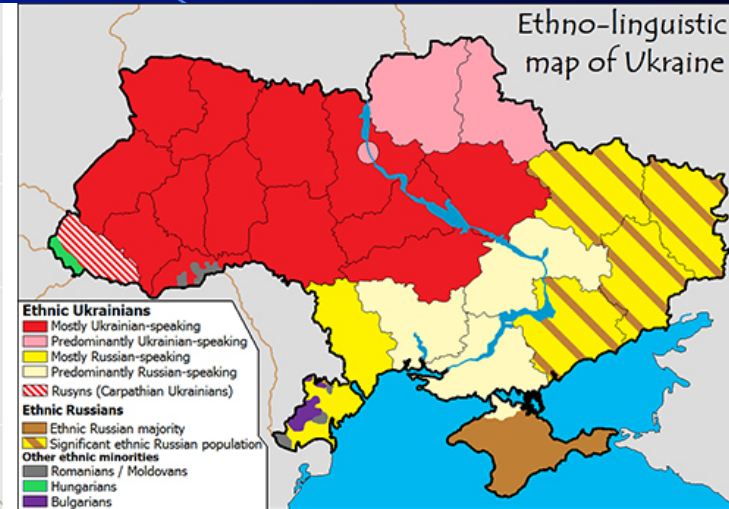 Ethno-linguistic
map of Ukraine
Ethnic Ukrainians
Mostly Ukrainian-speaking
Predominantly Ukrainian-speaking
Mostly Russian-speaking
Predominantly Russian-speaking
Rusyns (Carpathian Ukrainians)
Ethnic Russians
Ethnic Russian majority
Significant ethnic Russian population
Other ethnic minorities
Romanians / Moldovans
Hungarians
Bulgarians